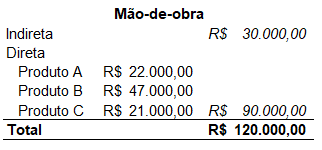 Mão-de-obra
Indireta R$ 30.000,00
Direta
Produto A R$ 22.000,00
Produto B R$ 47.000,00
Produto C R$ 21.000,00 R$ 90.000,00
Total R$ 120.000,00